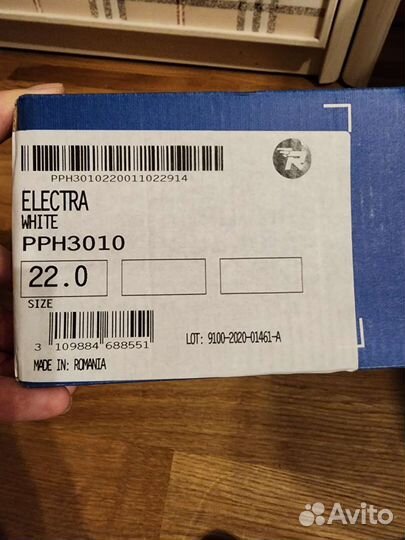 PPH3010220011022914
R
ELECTRA
WHITE
PPH3010
22.0
SIZE
3 109884 688551
LOT: 9100-2020-01461-A
MADE IN: ROMANIA
Avito